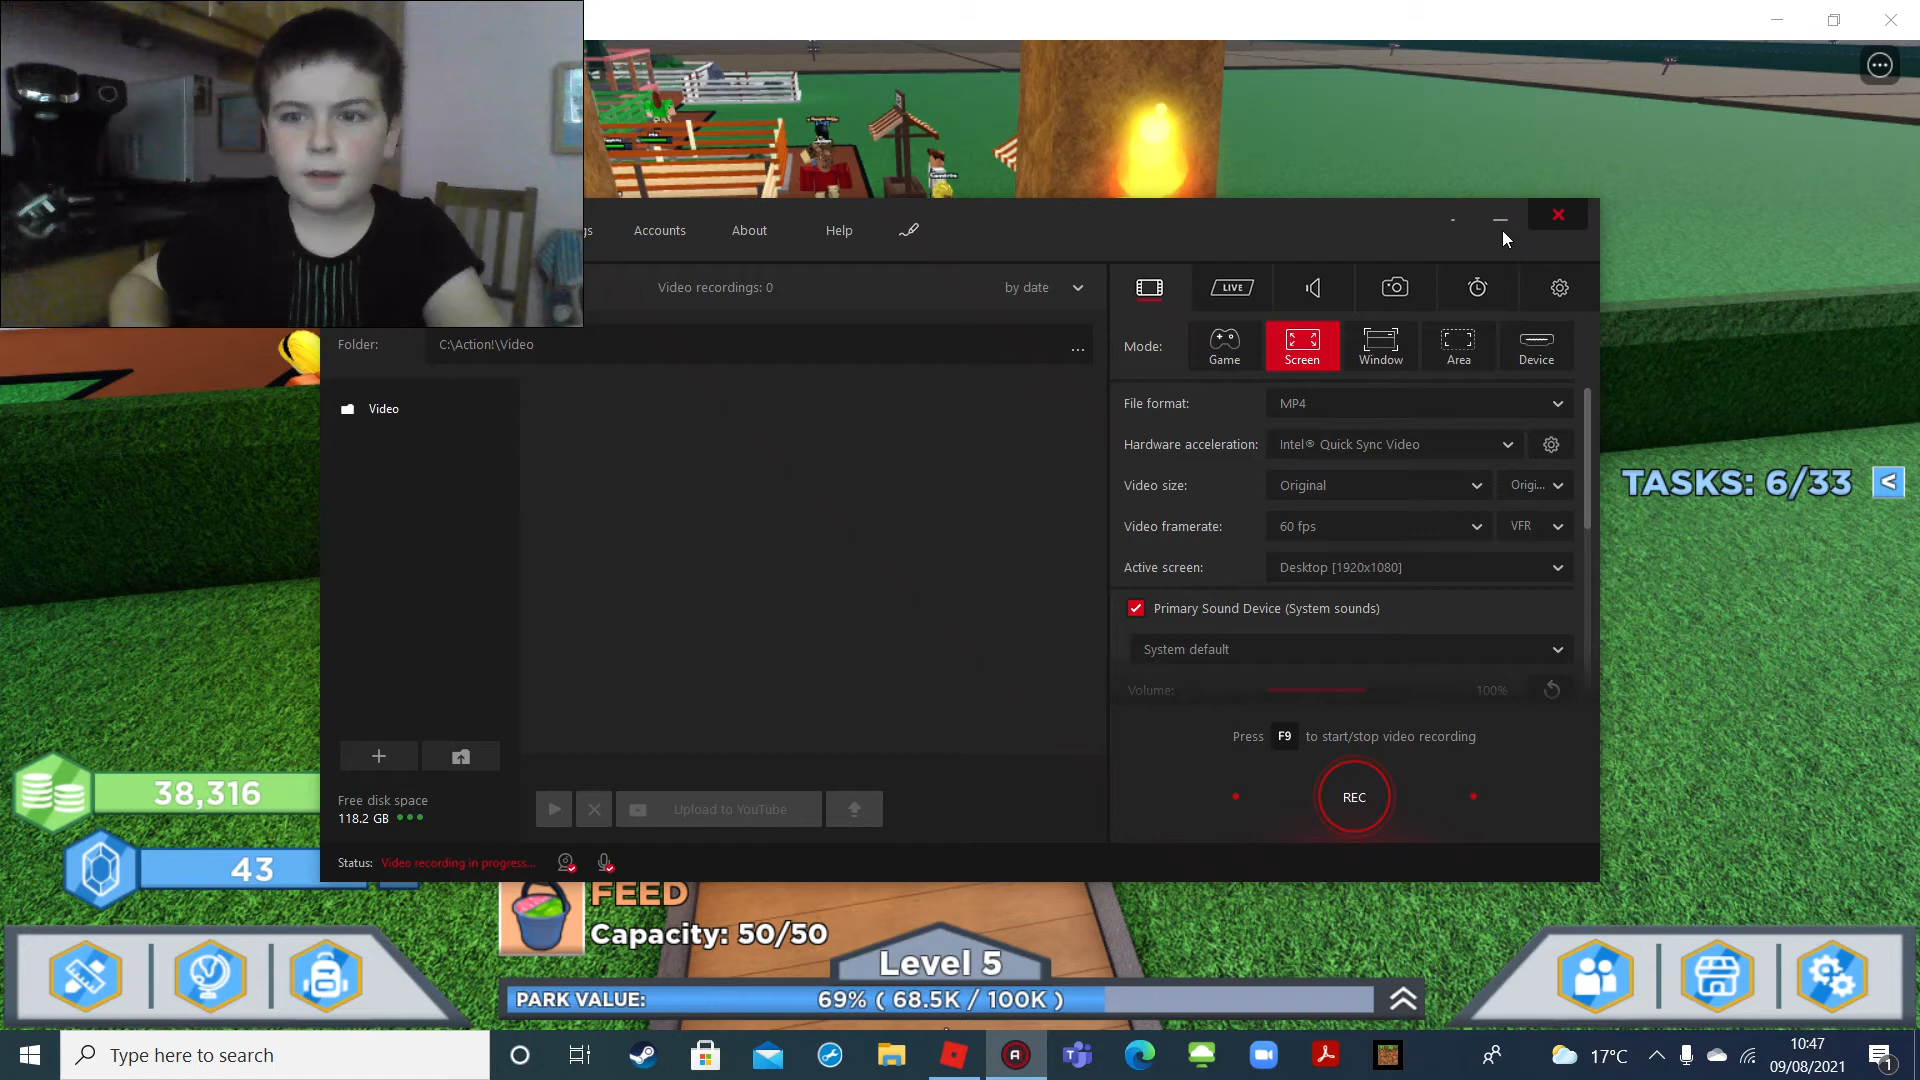 gs
Accounts
About
Help
Video recordings: 0
by date
LIVE
Folder:
C:\Action!\Video
...
Mode:
Game
Screen
Window
Area
Device
Video
File format:
MP4
Hardware acceleration:
Intel® Quick Sync Video
Video size:
Original
Origi...
Video framerate:
60 fps
VFR
Active screen:
Desktop [1920x1080]
Primary Sound Device (System sounds)
System default
Volume:
100%
Press F9 to start/stop video recording
REC
Free disk space
118.2 GB
Upload to YouTube
Status: Video recording in progress...
TASKS: 6/33
<
38,316
43
FEED
Capacity: 50/50
Level 5
PARK VALUE:
69% ( 68.5K / 100K )
Type here to search
17°C
10:47
09/08/2021
1